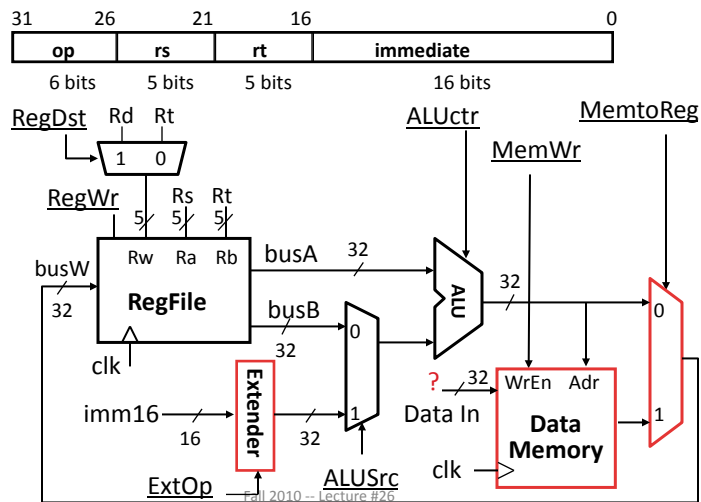 31 26 21 16 0
op rs rt immediate
6 bits 5 bits 5 bits 16 bits
RegDst Rd Rt ALUctr MemtoReg
1 0 MemWr
RegWr 5 Rs 5 Rt 5
Rw Ra Rb busA 32 ALU 32
busW 32 RegFile busB 32 0 0
clk
? 32 WrEn Adr
imm16 16 Extender 32 1 Data In Data Memory 1
clk
ExtOp ALUSrc
Fall 2010 -- Lecture #26